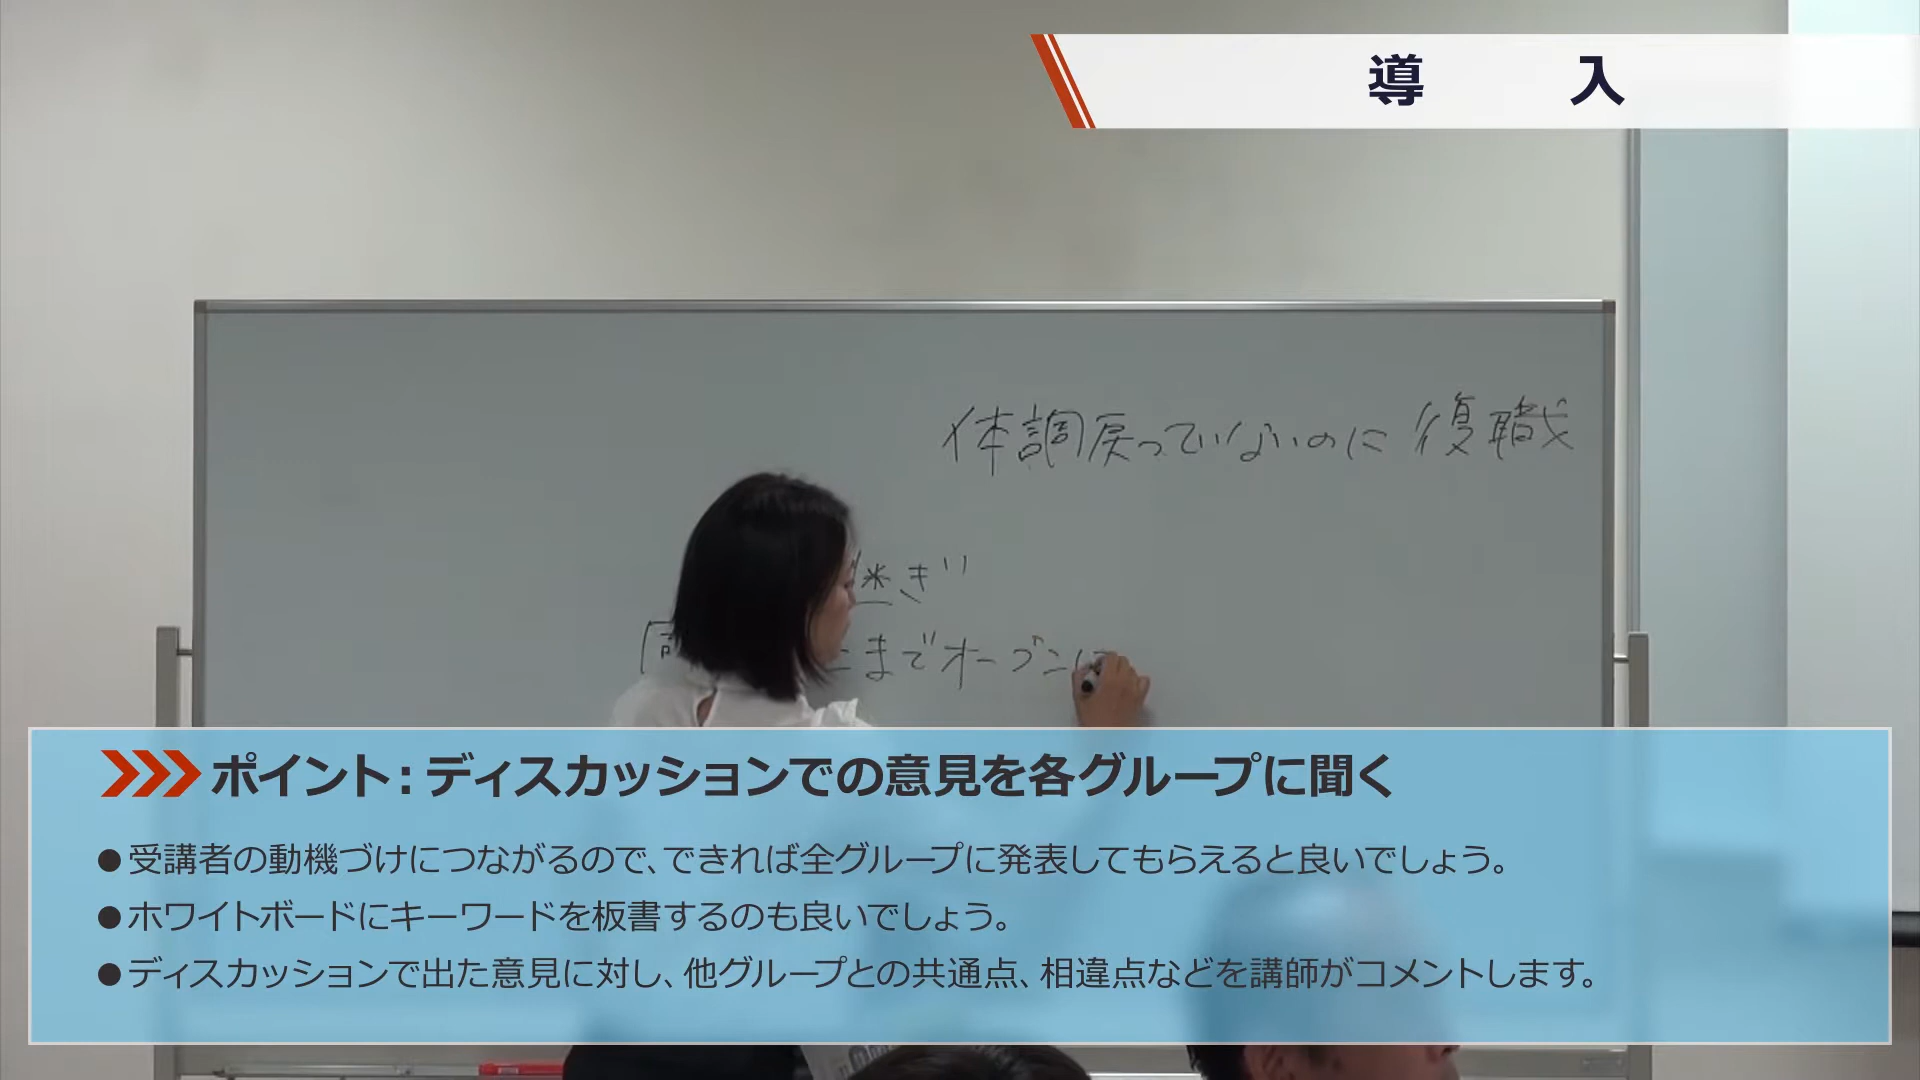 導　入
体調戻っていないのに 復職
まで オープンに
ポイント：ディスカッションでの意見を各グループに聞く
●受講者の動機づけにつながるので、できれば全グループに発表してもらえると良いでしょう。
●ホワイトボードにキーワードを板書するのも良いでしょう。
●ディスカッションで出た意見に対し、他グループとの共通点、相違点などを講師がコメントします。